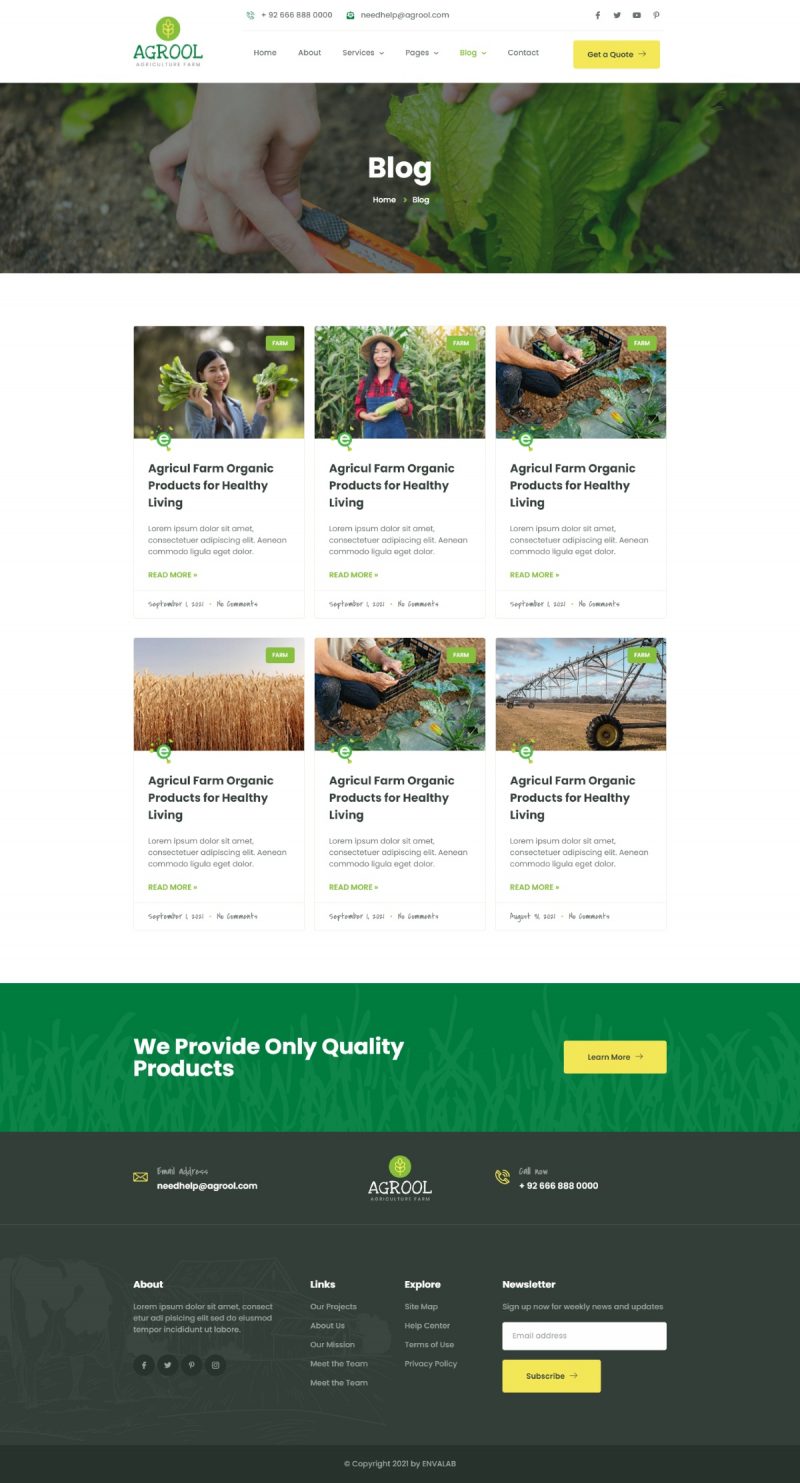 + 92 666 888 0000
needhelp@agrool.com
AGROOL
AGRICULTURE FARM
Home
About
Services
Pages
Blog
Contact
Get a Quote
Blog
Home
Blog
FARM
FARM
FARM
Agricul Farm Organic
Products for Healthy
Living
Lorem ipsum dolor sit amet,
consectetuer adipiscing elit. Aenean
commodo ligula eget dolor.
READ MORE »
September 1, 2021 • No Comments
Agricul Farm Organic
Products for Healthy
Living
Lorem ipsum dolor sit amet,
consectetuer adipiscing elit. Aenean
commodo ligula eget dolor.
READ MORE »
September 1, 2021 • No Comments
Agricul Farm Organic
Products for Healthy
Living
Lorem ipsum dolor sit amet,
consectetuer adipiscing elit. Aenean
commodo ligula eget dolor.
READ MORE »
September 1, 2021 • No Comments
FARM
FARM
FARM
Agricul Farm Organic
Products for Healthy
Living
Lorem ipsum dolor sit amet,
consectetuer adipiscing elit. Aenean
commodo ligula eget dolor.
READ MORE »
September 1, 2021 • No Comments
Agricul Farm Organic
Products for Healthy
Living
Lorem ipsum dolor sit amet,
consectetuer adipiscing elit. Aenean
commodo ligula eget dolor.
READ MORE »
September 1, 2021 • No Comments
Agricul Farm Organic
Products for Healthy
Living
Lorem ipsum dolor sit amet,
consectetuer adipiscing elit. Aenean
commodo ligula eget dolor.
READ MORE »
August 31, 2021 • No Comments
We Provide Only Quality
Products
Learn More
Email address
needhelp@agrool.com
AGROOL
AGRICULTURE FARM
Call now
+ 92 666 888 0000
About
Lorem ipsum dolor sit amet, consect
etur adi pisicing elit sed do eiusmod
tempor incididunt ut labore.
Links
Our Projects
About Us
Our Mission
Meet the Team
Meet the Team
Explore
Site Map
Help Center
Terms of Use
Privacy Policy
Newsletter
Sign up now for weekly news and updates
Email address
Subscribe
© Copyright 2021 by ENVALAB